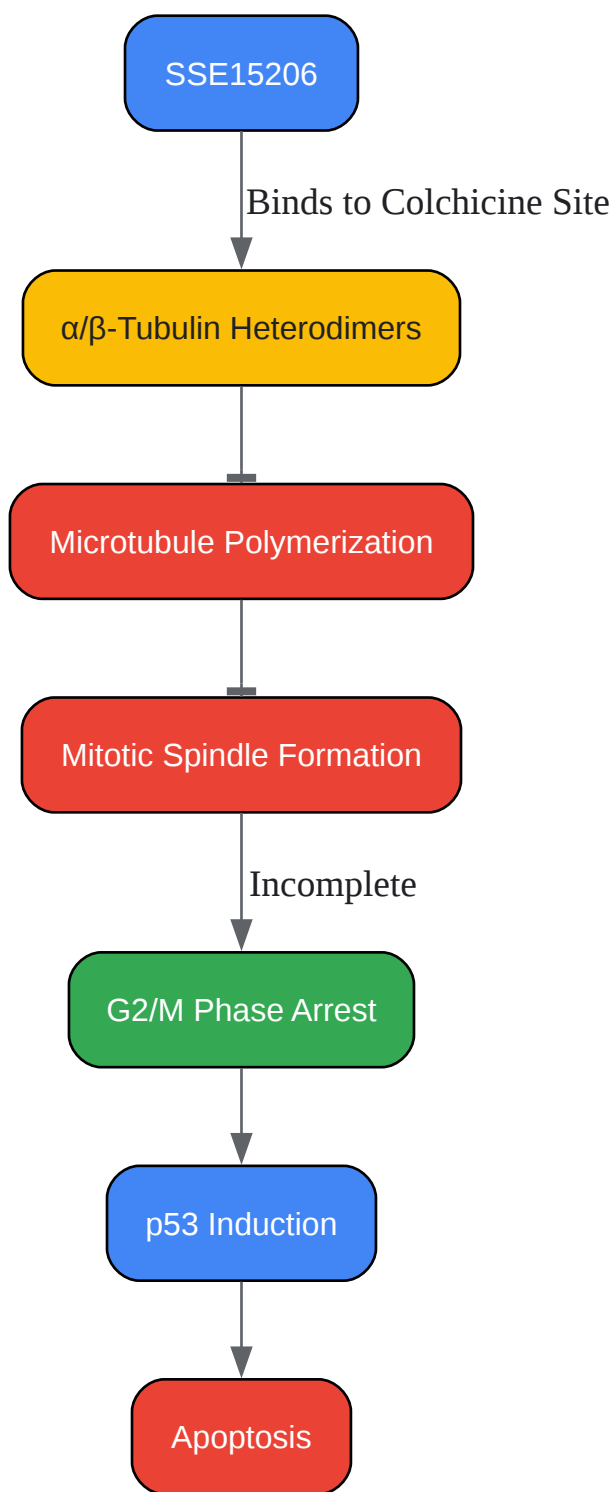 SSE15206
Binds to Colchicine Site
α/β-Tubulin Heterodimers
Microtubule Polymerization
Mitotic Spindle Formation
Incomplete
G2/M Phase Arrest
p53 Induction
Apoptosis